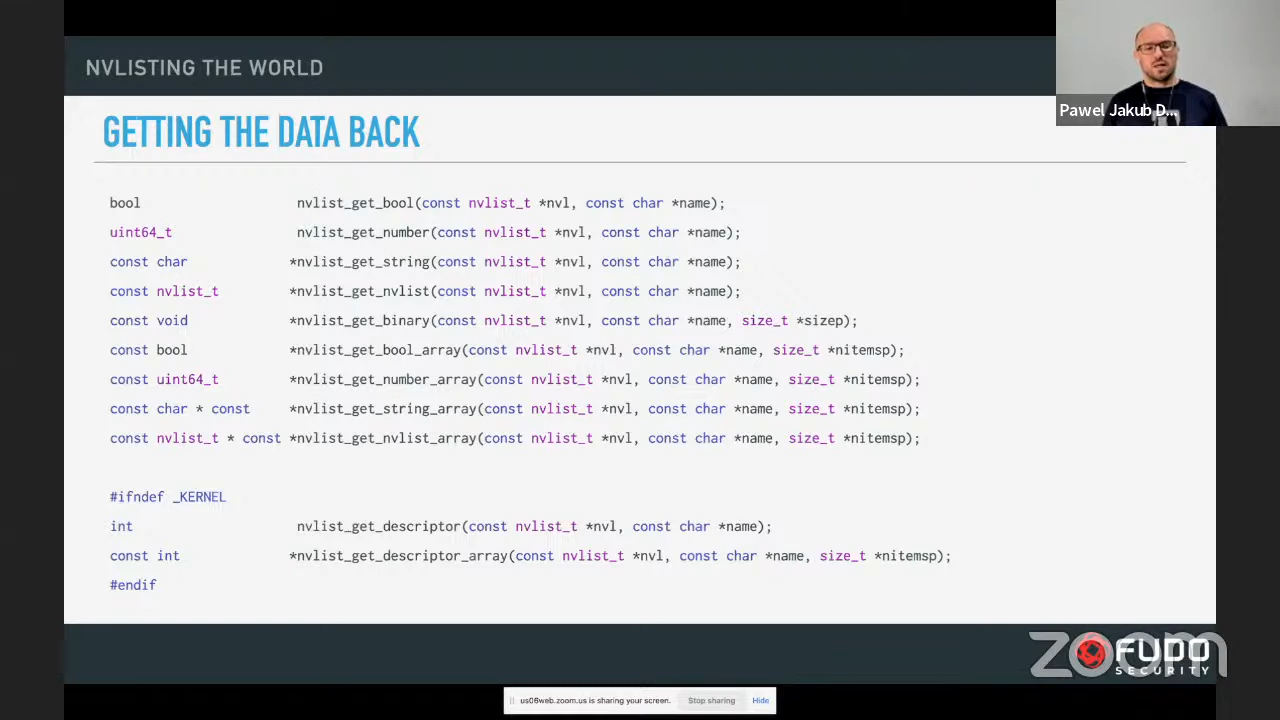 NVLISTING THE WORLD
Pawel Jakub D...
GETTING THE DATA BACK
bool nvlist_get_bool(const nvlist_t *nvl, const char *name);
uint64_t nvlist_get_number(const nvlist_t *nvl, const char *name);
const char *nvlist_get_string(const nvlist_t *nvl, const char *name);
const nvlist_t *nvlist_get_nvlist(const nvlist_t *nvl, const char *name);
const void *nvlist_get_binary(const nvlist_t *nvl, const char *name, size_t *sizep);
const bool *nvlist_get_bool_array(const nvlist_t *nvl, const char *name, size_t *nitemsp);
const uint64_t *nvlist_get_number_array(const nvlist_t *nvl, const char *name, size_t *nitemsp);
const char * const *nvlist_get_string_array(const nvlist_t *nvl, const char *name, size_t *nitemsp);
const nvlist_t * const *nvlist_get_nvlist_array(const nvlist_t *nvl, const char *name, size_t *nitemsp);
#ifndef _KERNEL
int nvlist_get_descriptor(const nvlist_t *nvl, const char *name);
const int *nvlist_get_descriptor_array(const nvlist_t *nvl, const char *name, size_t *nitemsp);
#endif
zoom
FUDO
SECURITY
us06web.zoom.us is sharing your screen. Stop sharing Hide